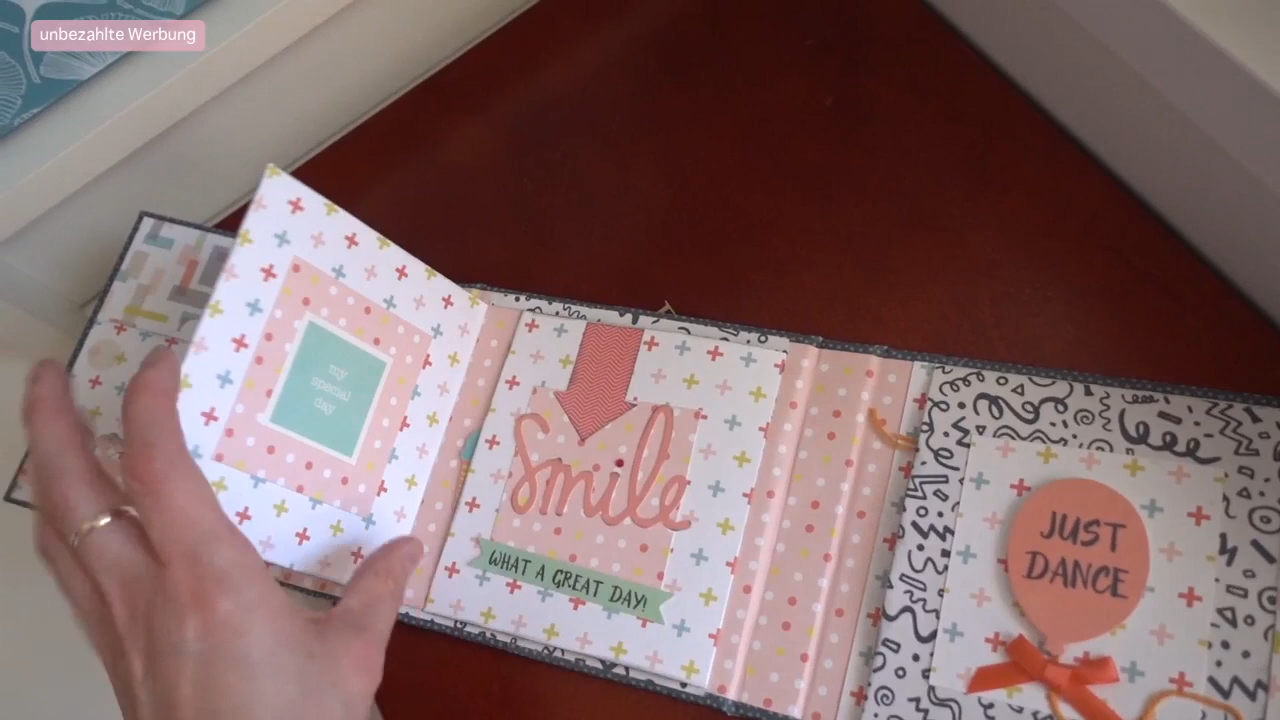 unbezahlte Werbung
my
special
day
Smile
WHAT A GREAT DAY!
JUST
DANCE